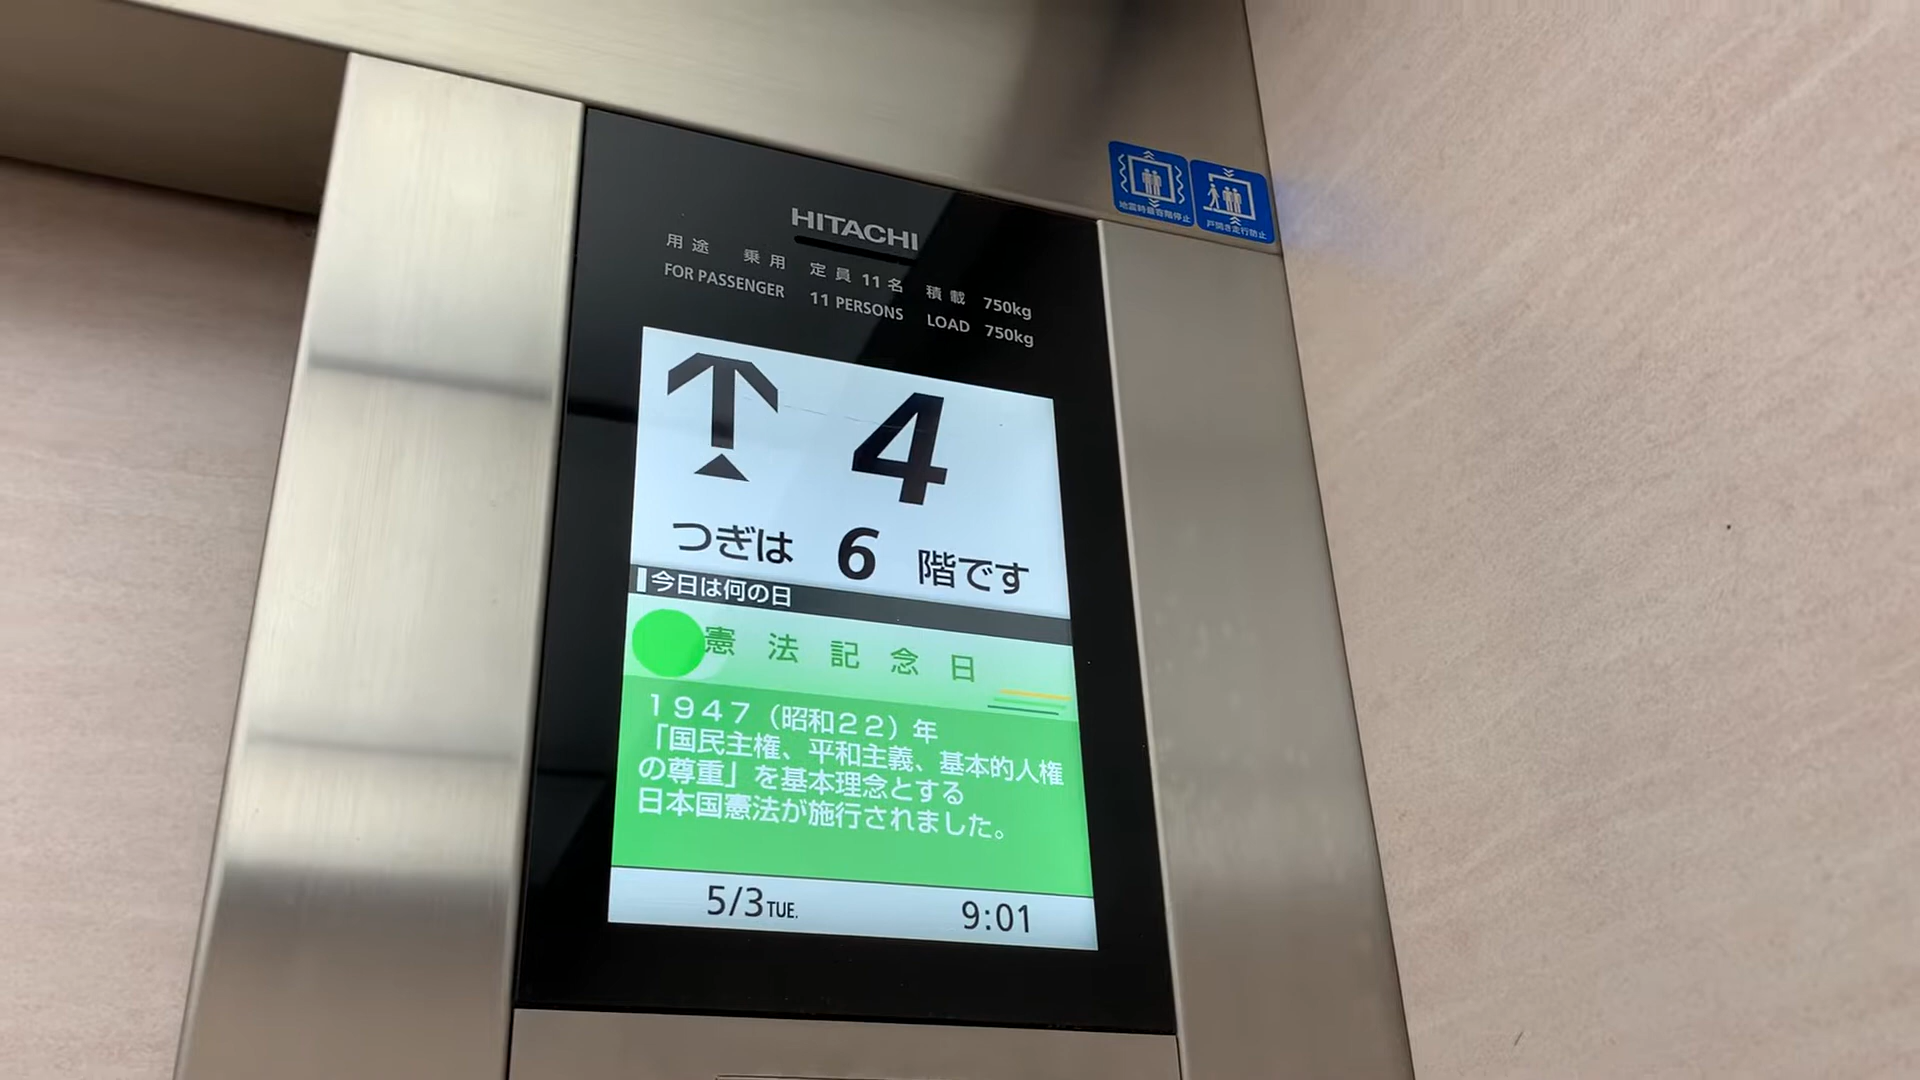 HITACHI
用途 乗用 定員 11名 積載 750kg
FOR PASSENGER 11 PERSONS LOAD 750kg
地震時最寄階停止
戸開き走行防止
4
つぎは 6 階です
今日は何の日
憲法記念日
1947(昭和22)年
「国民主権、平和主義、基本的人権
の尊重」を基本理念とする
日本国憲法が施行されました。
5/3 TUE. 9:01